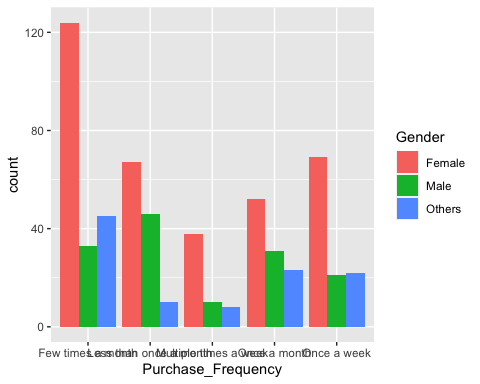 120
80
40
0
count
Few times a month
Less than once a month
Multiple times a week
Once a month
Once a week
Purchase_Frequency
Gender
Female
Male
Others